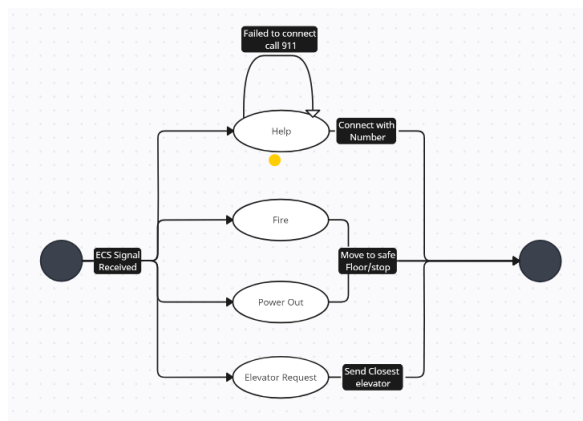 Failed to connect
call 911
Help
Connect with
Number
Fire
ECS Signal
Received
Move to safe
Floor/stop
Power Out
Elevator Request
Send Closest
elevator